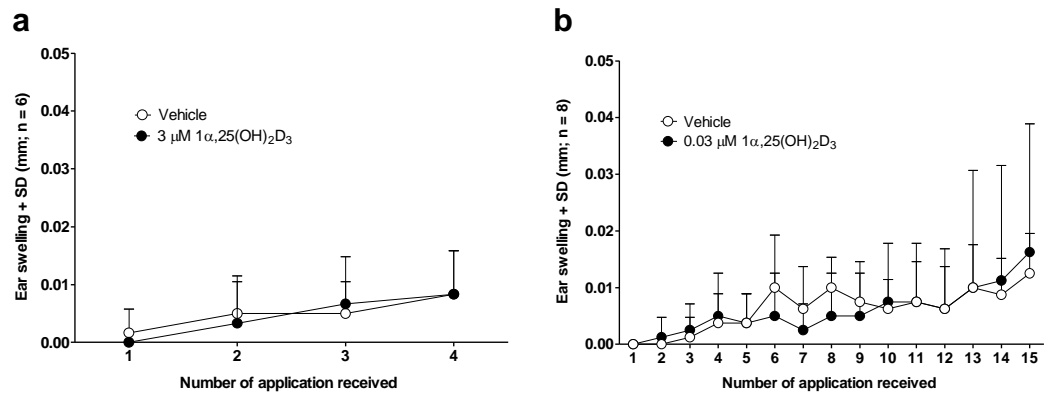 a
0.05
0.04
0.03
0.02
0.01
0.00
Ear swelling + SD (mm; n = 6)
Vehicle
3 μM 1α,25(OH)₂D₃
1 2 3 4
Number of application received
b
0.05
0.04
0.03
0.02
0.01
0.00
Ear swelling + SD (mm; n = 8)
Vehicle
0.03 μM 1α,25(OH)₂D₃
1 2 3 4 5 6 7 8 9 10 11 12 13 14 15
Number of application received